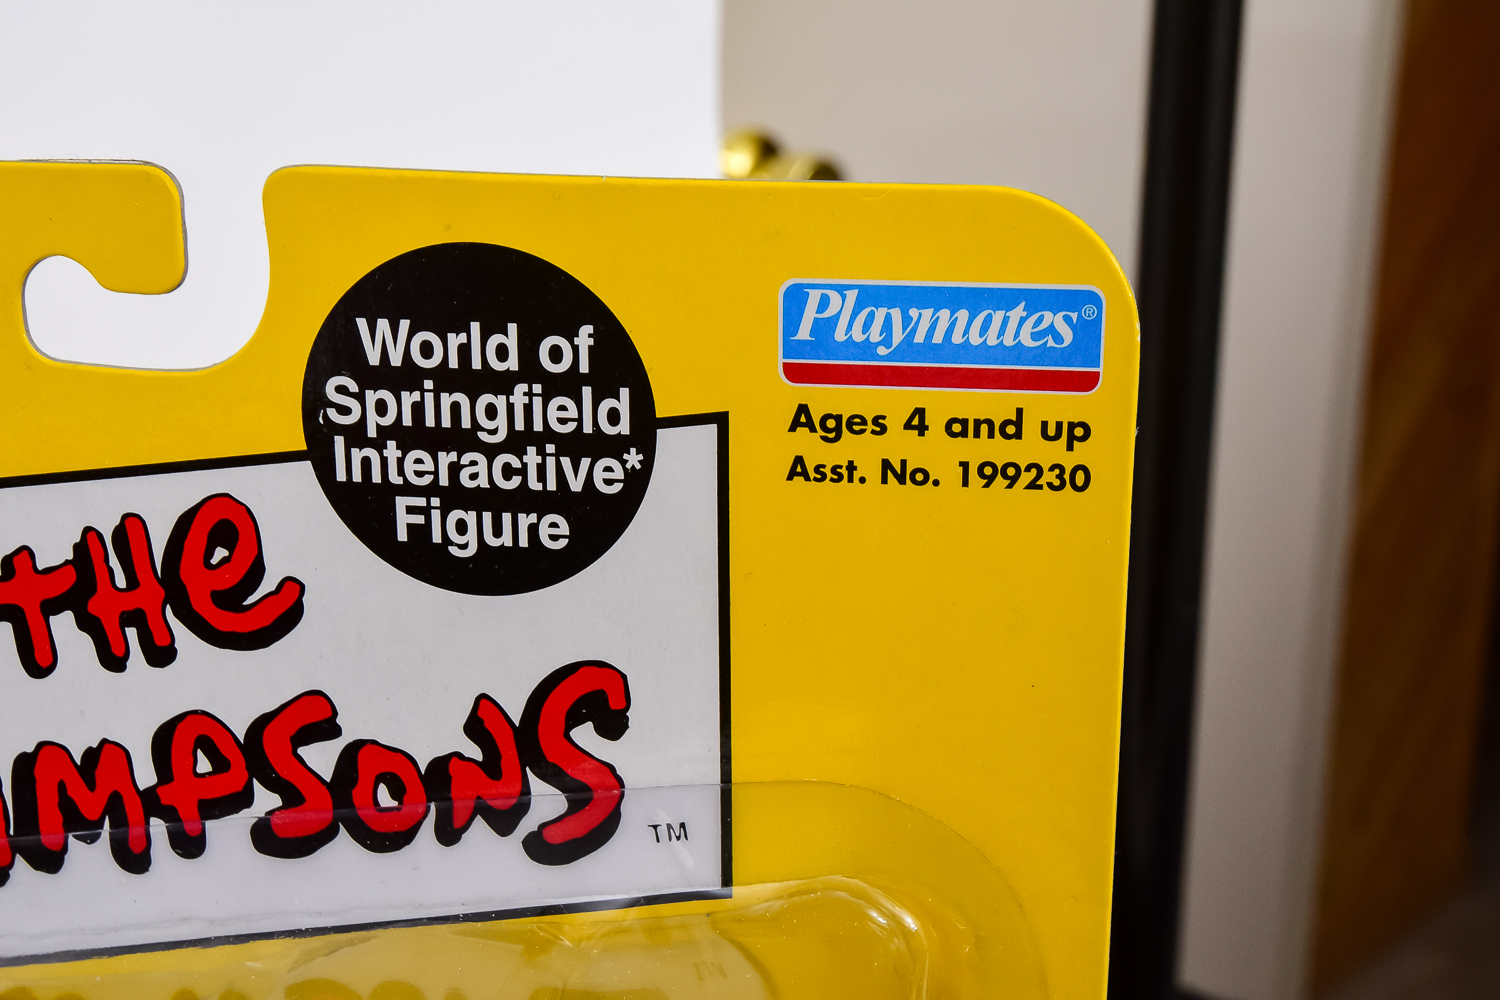 World of
Springfield
Interactive*
Figure
Playmates®
Ages 4 and up
Asst. No. 199230
THe
MPSONS
TM